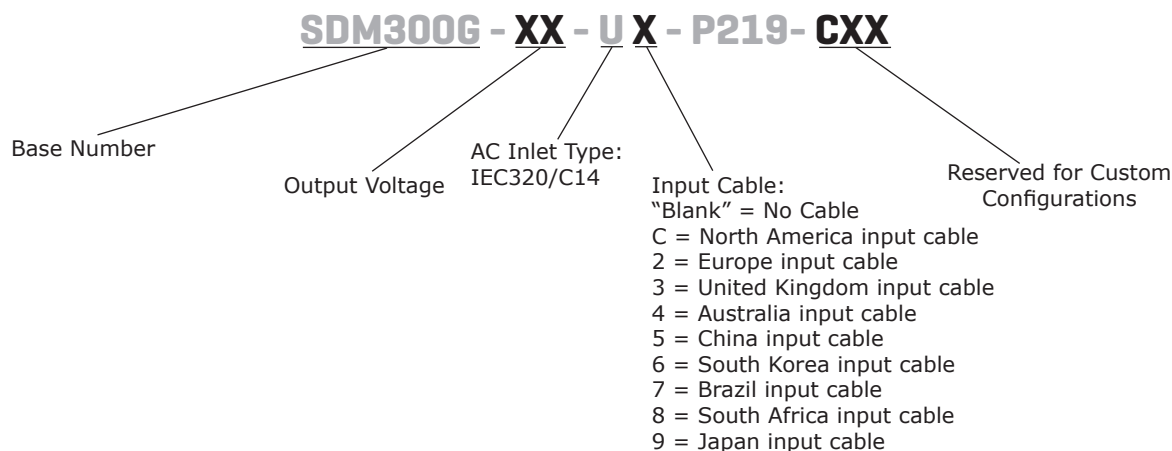 SDM300G - XX - U X - P219- CXX
Base Number
Output Voltage
AC Inlet Type:
IEC320/C14
Input Cable:
“Blank” = No Cable
C = North America input cable
2 = Europe input cable
3 = United Kingdom input cable
4 = Australia input cable
5 = China input cable
6 = South Korea input cable
7 = Brazil input cable
8 = South Africa input cable
9 = Japan input cable
Reserved for Custom
Configurations